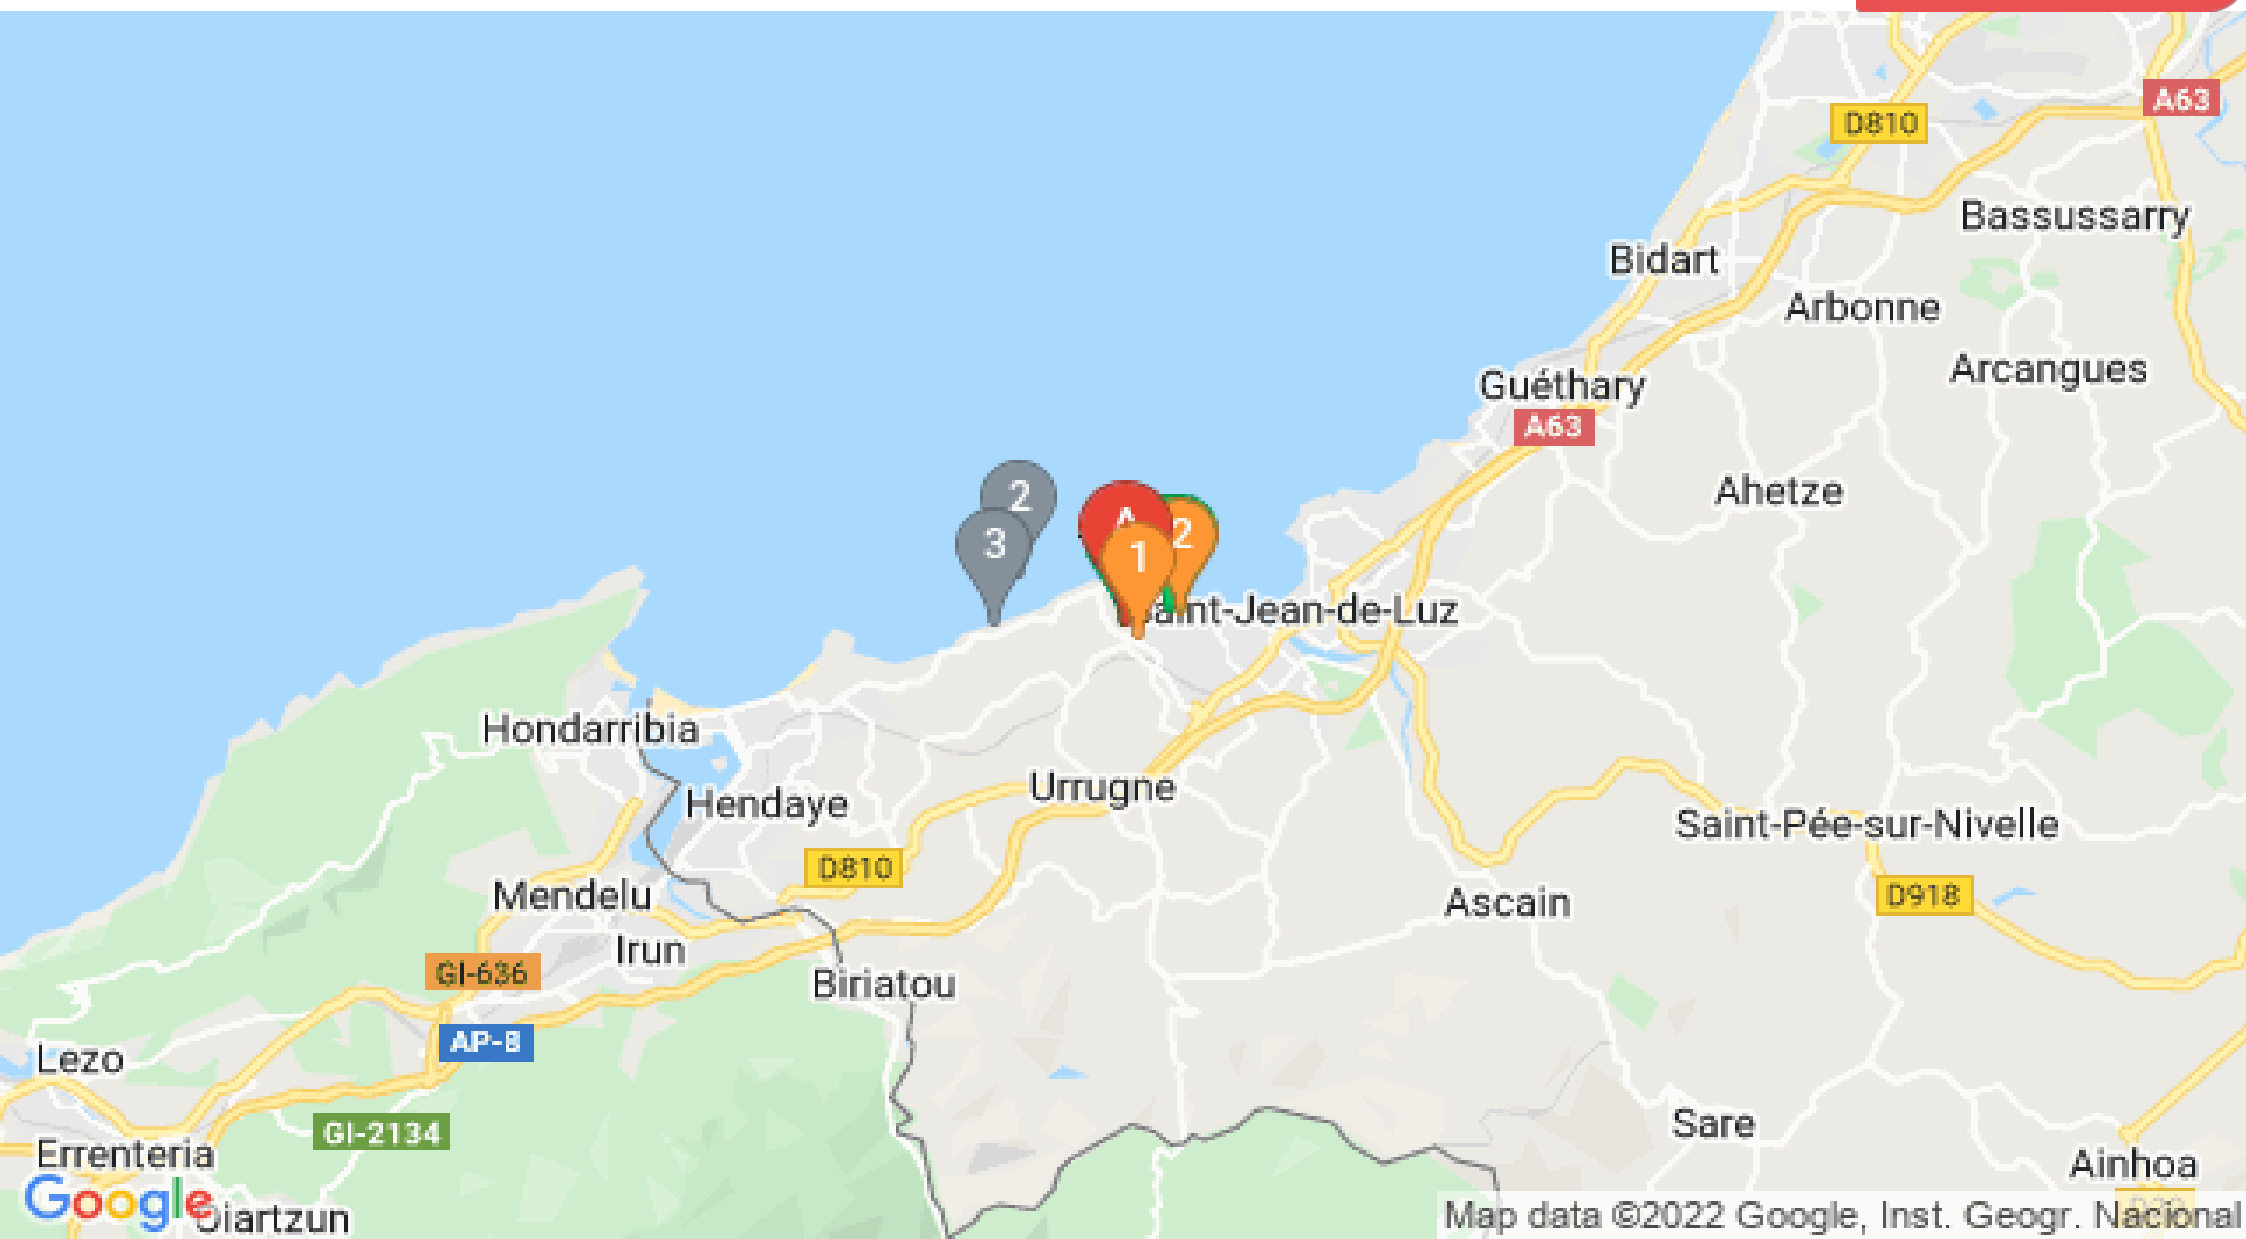 A63
D810
Bassussarry
Bidart
Arbonne
Arcangues
Guéthary
A63
Ahetze
2
3
A
2
1
Saint-Jean-de-Luz
Hondarribia
Urrugne
Hendaye
Saint-Pée-sur-Nivelle
D810
Mendelu
Ascain
D918
Irun
GI-636
Biriatou
AP-8
Lezo
Sare
GI-2134
Errenteria
Ainhoa
Google
Oiartzun
Map data ©2022 Google, Inst. Geogr. Nacional